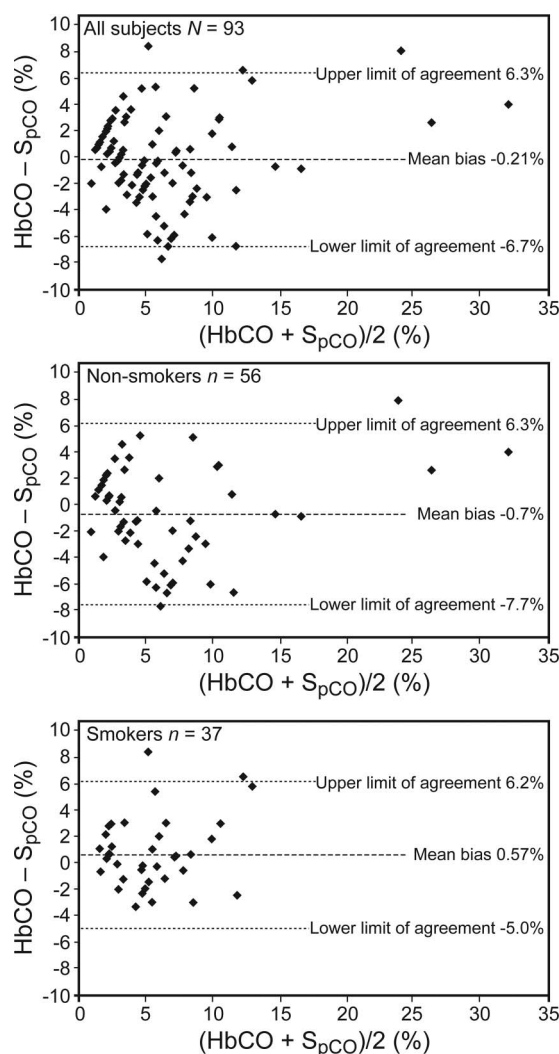 All subjects N = 93
HbCO – SpCO (%)
10
8
6
4
2
0
-2
-4
-6
-8
10
Upper limit of agreement 6.3%
Mean bias -0.21%
Lower limit of agreement -6.7%
0 5 10 15 20 25 30 35
(HbCO + SpCO)/2 (%)
Non-smokers n = 56
HbCO – SpCO (%)
10
8
6
4
2
0
-2
-4
-6
-8
-10
Upper limit of agreement 6.3%
Mean bias -0.7%
Lower limit of agreement -7.7%
0 5 10 15 20 25 30 35
(HbCO + SpCO)/2 (%)
Smokers n = 37
HbCO – SpCO (%)
10
8
6
4
2
0
-2
-4
-6
-8
-10
Upper limit of agreement 6.2%
Mean bias 0.57%
Lower limit of agreement -5.0%
0 5 10 15 20 25 30 35
(HbCO + SpCO)/2 (%)